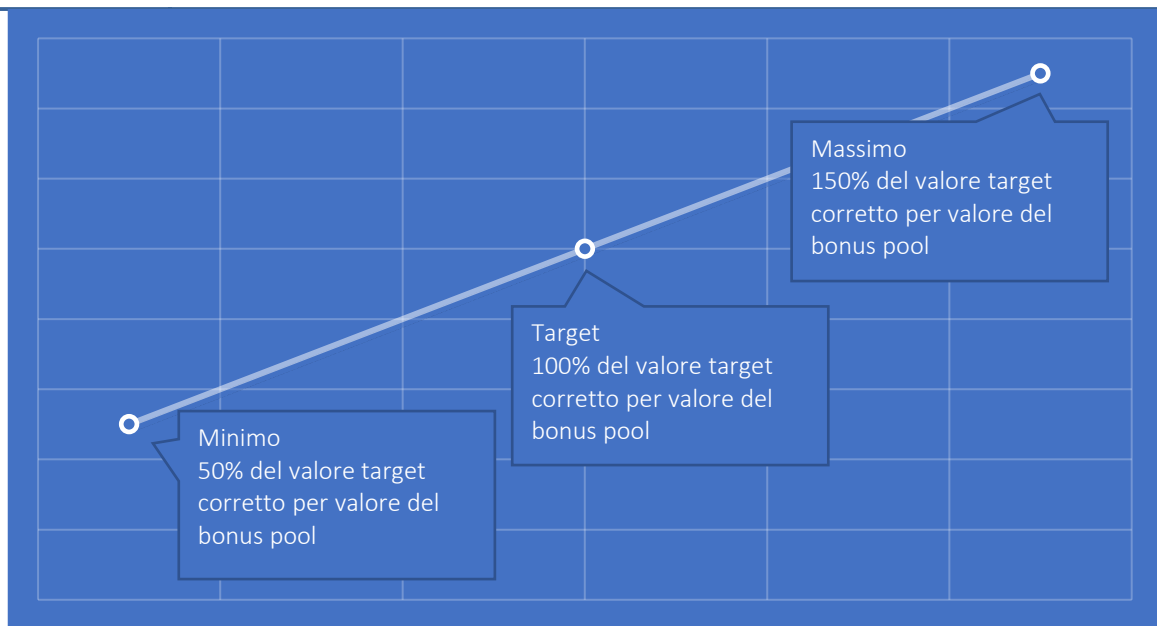 Massimo
150% del valore target
corretto per valore del
bonus pool
Target
100% del valore target
corretto per valore del
bonus pool
Minimo
50% del valore target
corretto per valore del
bonus pool